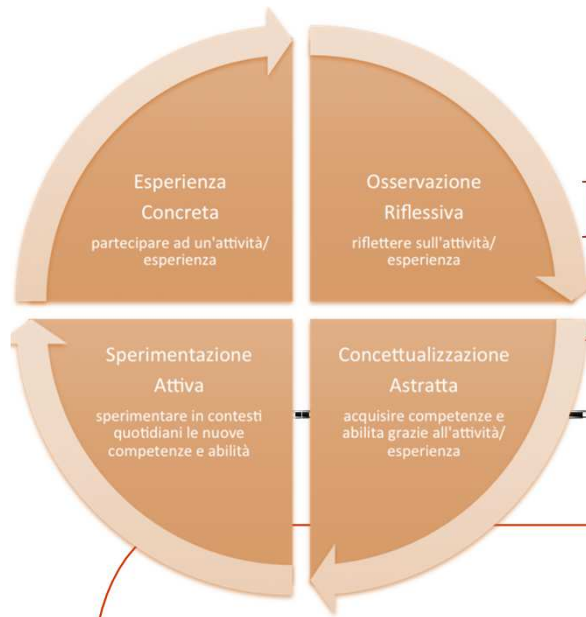 Esperienza
Concreta
partecipare ad un'attività/
esperienza
Osservazione
Riflessiva
riflettere sull'attività/
esperienza
Sperimentazione
Attiva
sperimentare in contesti
quotidiani le nuove
competenze e abilità
Concettualizzazione
Astratta
acquisire competenze e
abilita grazie all'attività/
esperienza